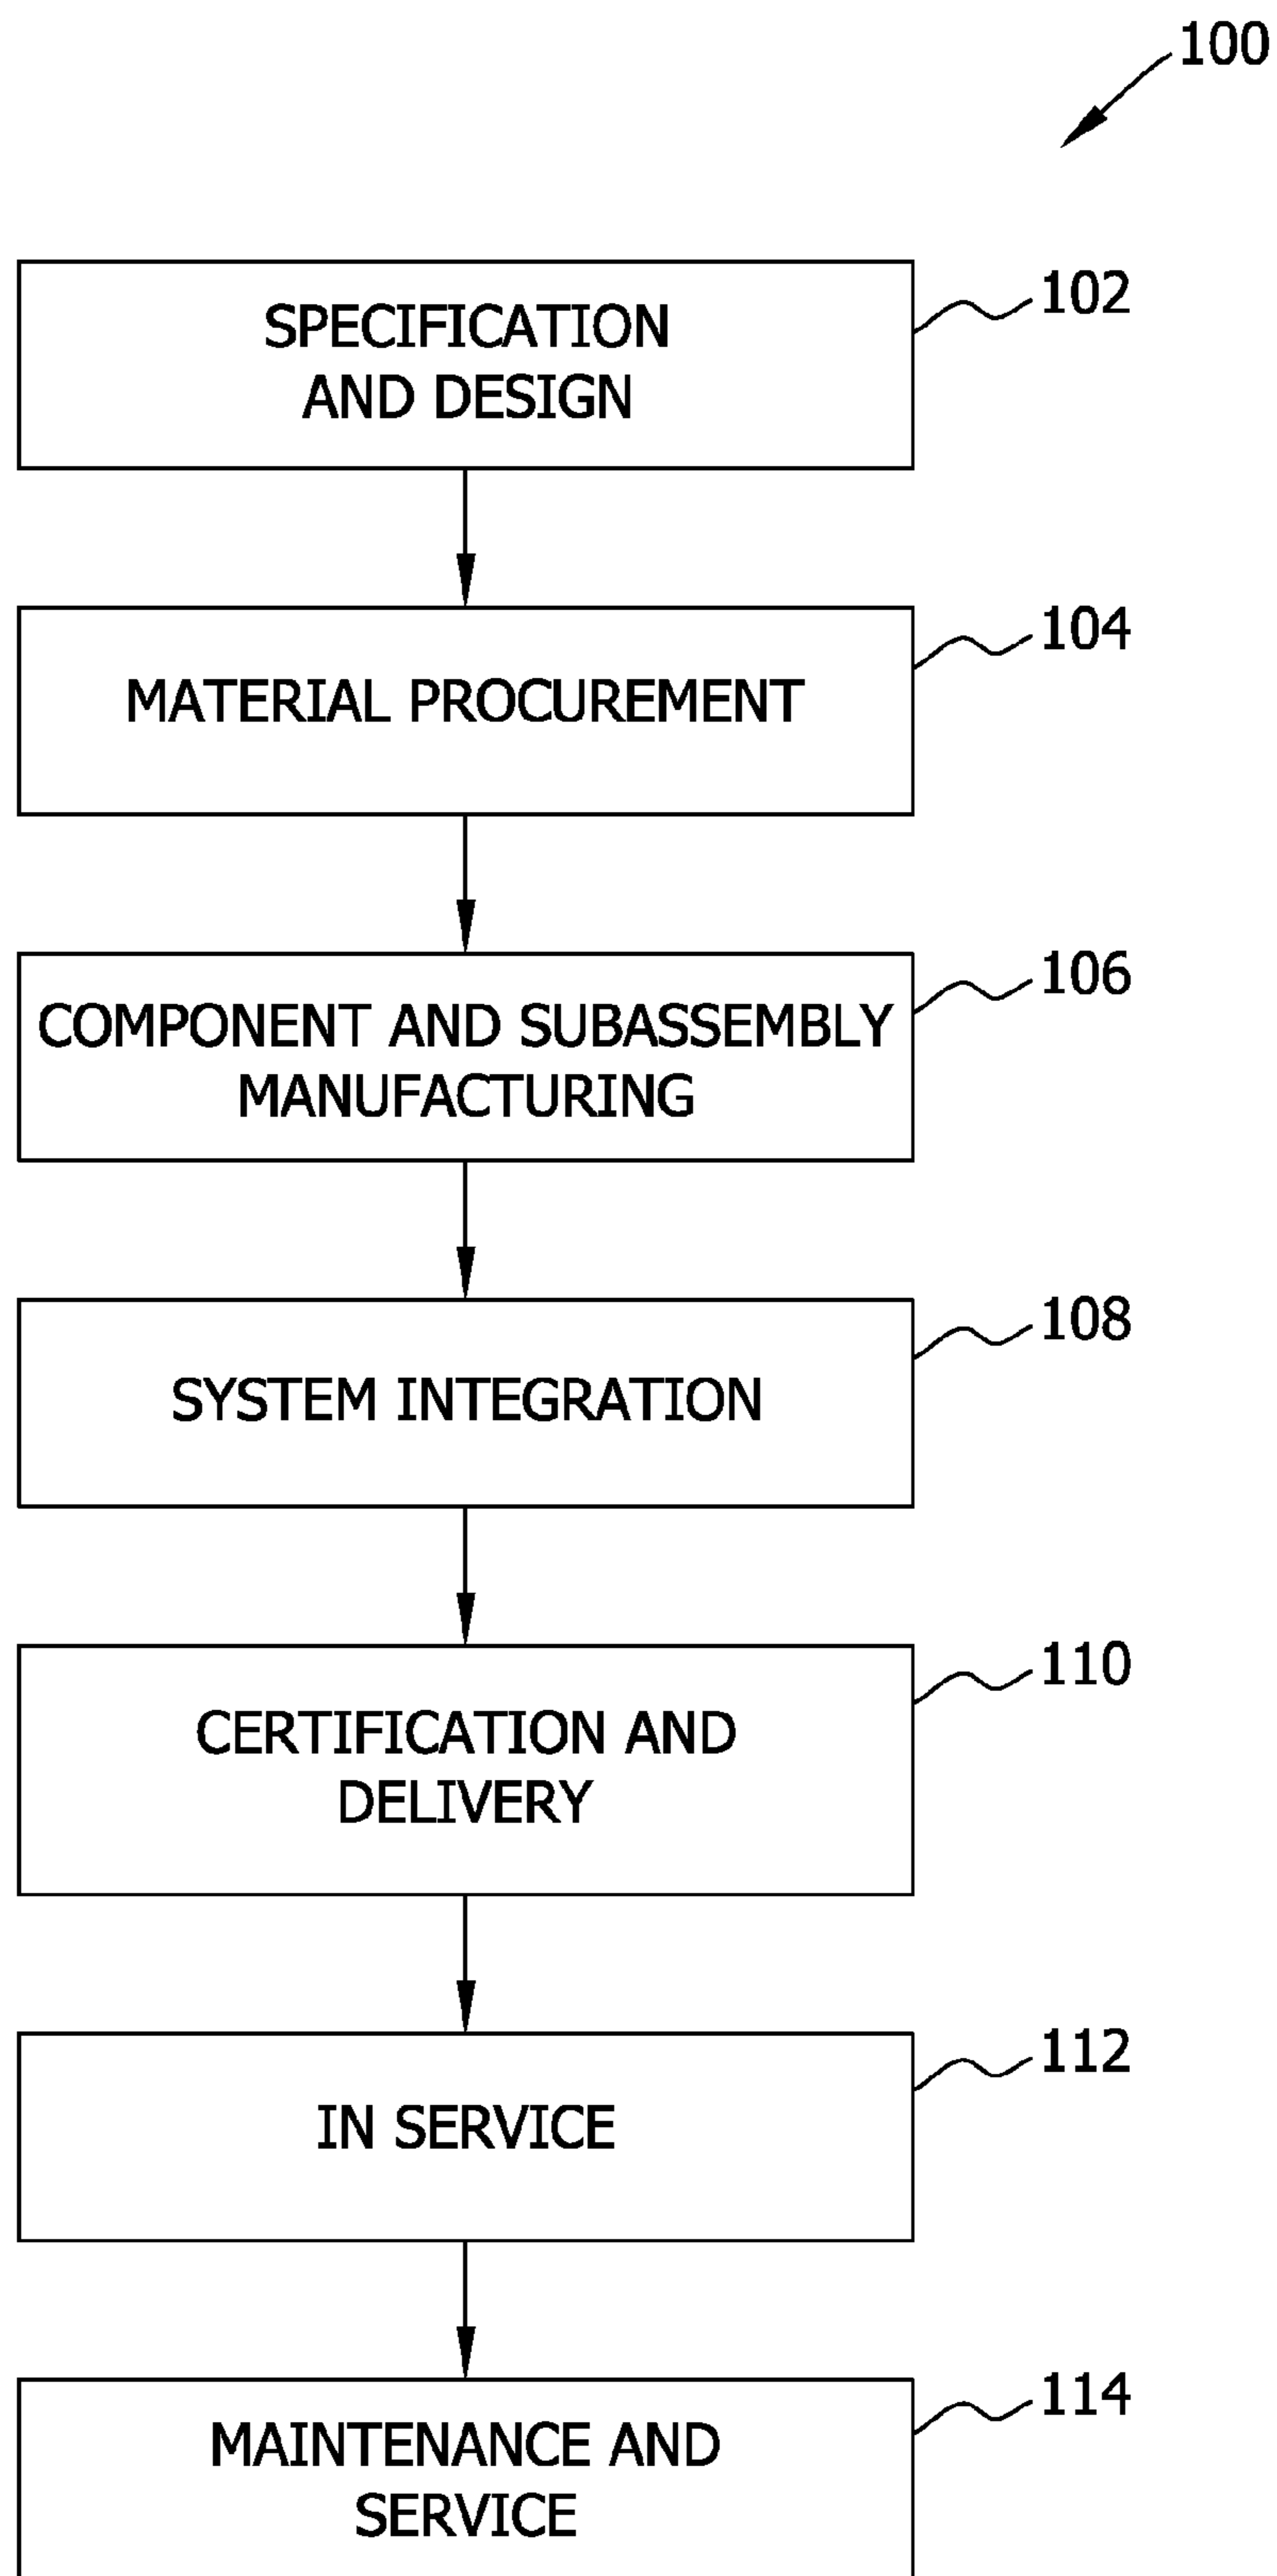 100
SPECIFICATION
AND DESIGN
102
MATERIAL PROCUREMENT
104
COMPONENT AND SUBASSEMBLY
MANUFACTURING
106
SYSTEM INTEGRATION
108
CERTIFICATION AND
DELIVERY
110
IN SERVICE
112
MAINTENANCE AND
SERVICE
114